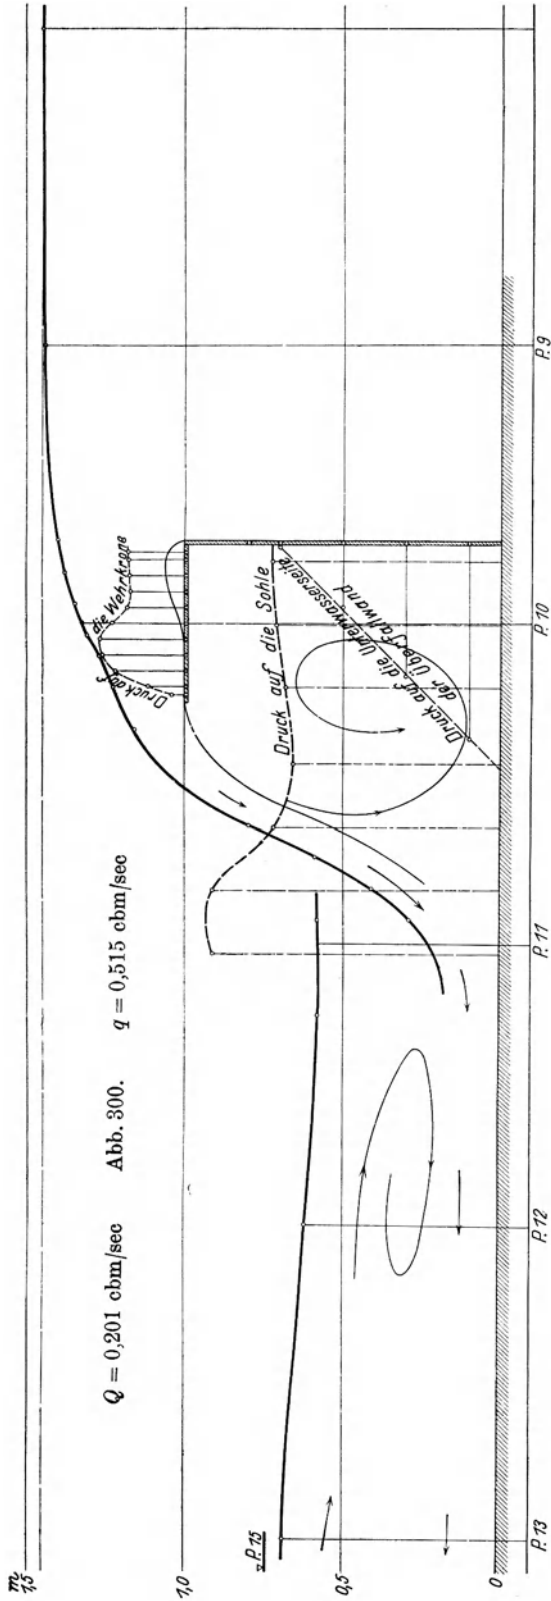 m
1,5
1,0
0,5
0
Q = 0,201 cbm/sec Abb. 300. q = 0,515 cbm/sec
Druck auf die Wehrkrone
Druck auf die Sohle
Druck auf die Unterwasserseite
der Überfallwand
P.15
P.13
P.12
P.11
P.10
P.9